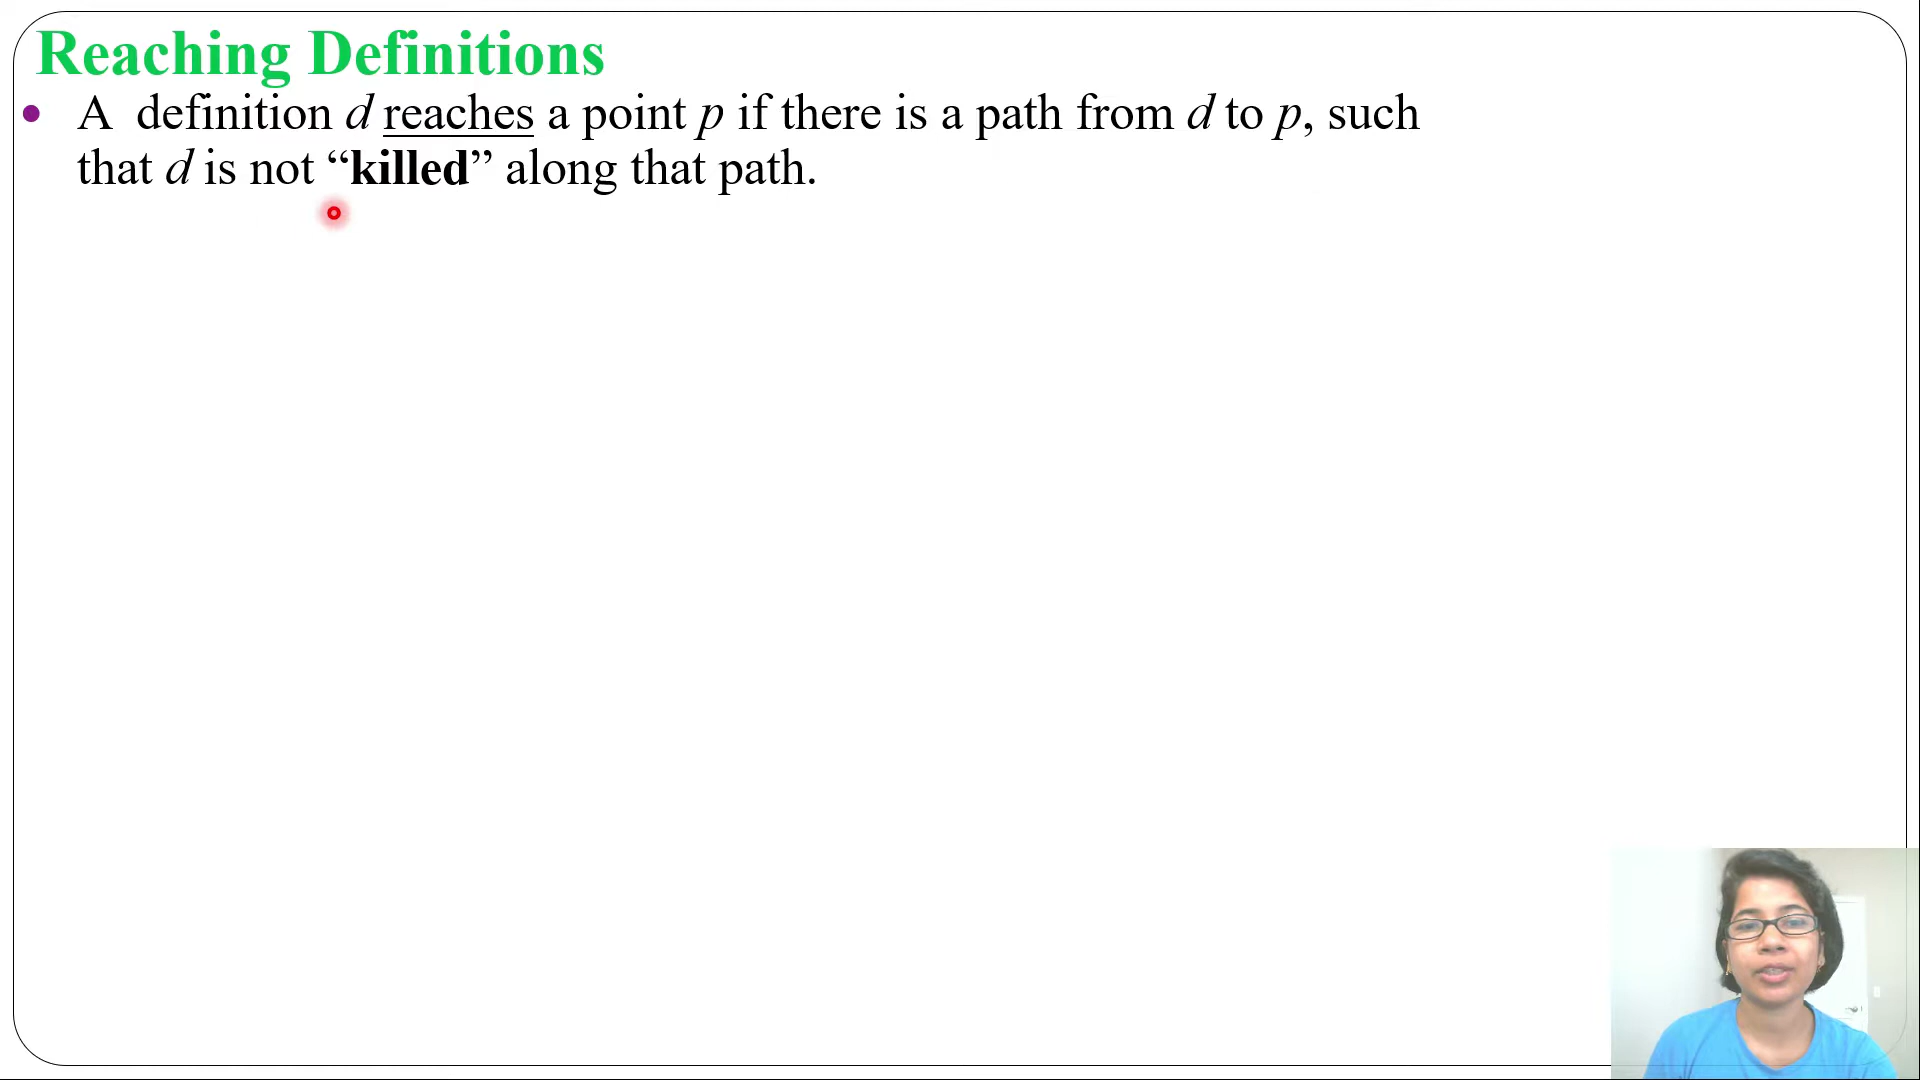 Reaching Definitions
• A definition d reaches a point p if there is a path from d to p, such
that d is not “killed” along that path.